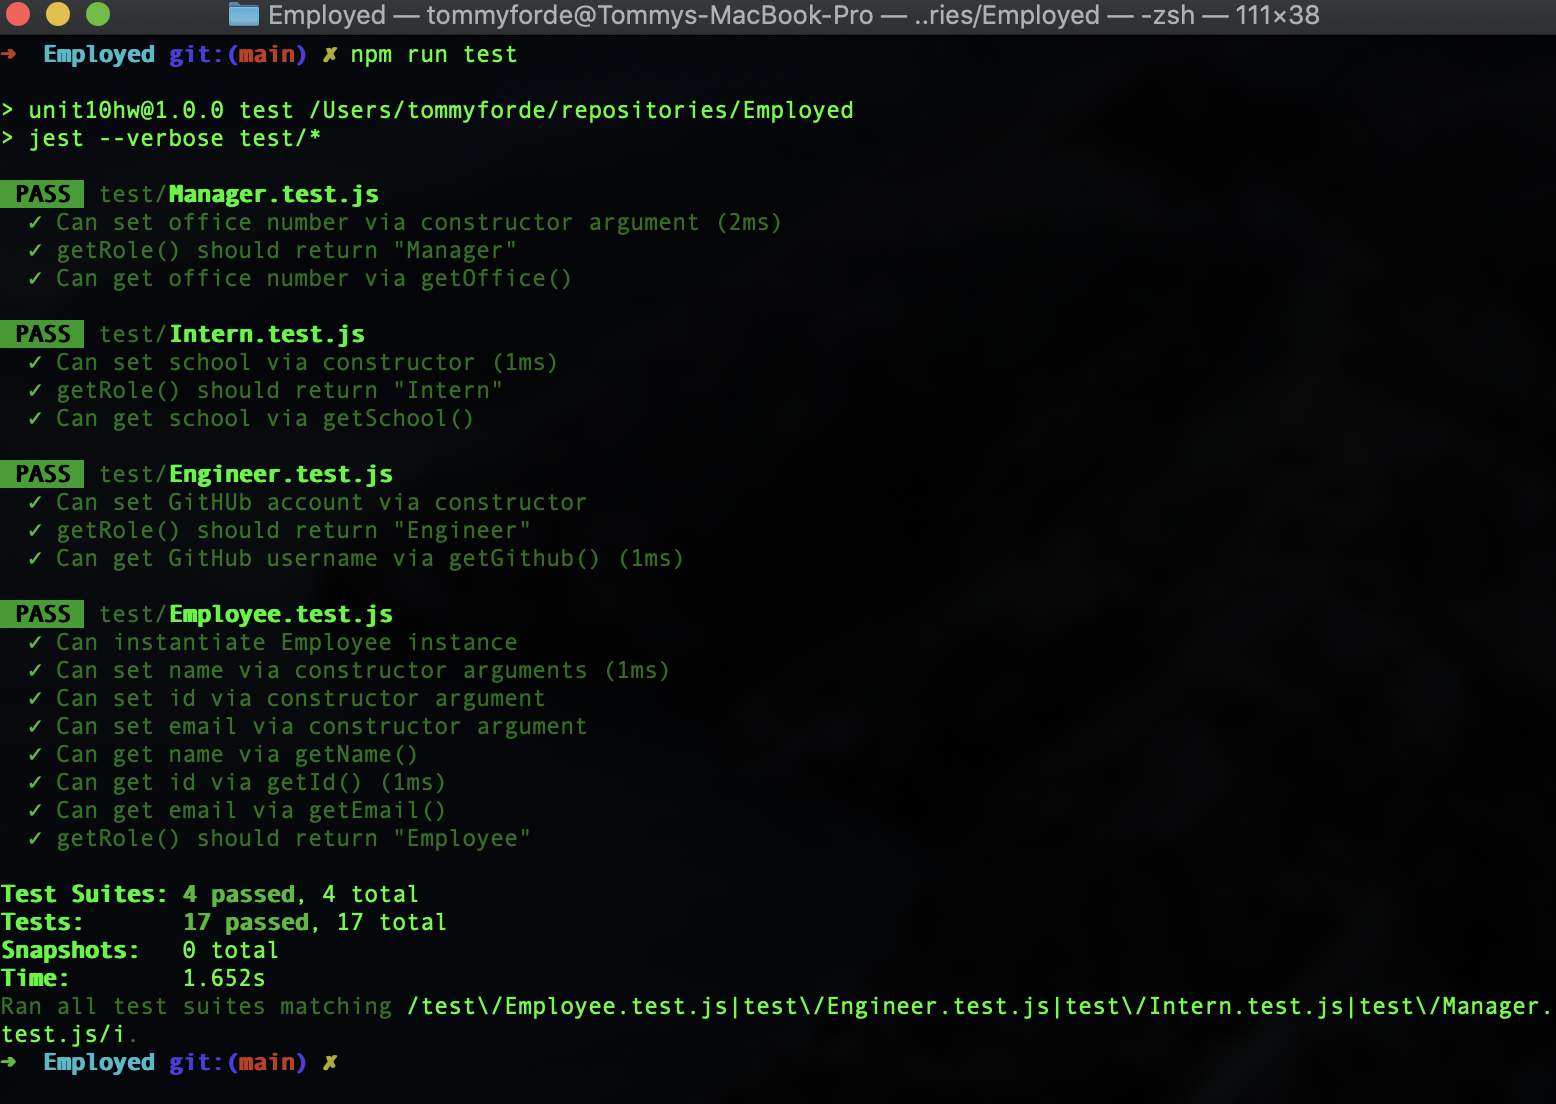 Employed — tommyforde@Tommys-MacBook-Pro — ..ries/Employed — -zsh — 111×38
➜  Employed git:(main) ✗ npm run test
> unit10hw@1.0.0 test /Users/tommyforde/repositories/Employed
> jest --verbose test/*
PASS  test/Manager.test.js
✓ Can set office number via constructor argument (2ms)
✓ getRole() should return "Manager"
✓ Can get office number via getOffice()
PASS  test/Intern.test.js
✓ Can set school via constructor (1ms)
✓ getRole() should return "Intern"
✓ Can get school via getSchool()
PASS  test/Engineer.test.js
✓ Can set GitHUb account via constructor
✓ getRole() should return "Engineer"
✓ Can get GitHub username via getGithub() (1ms)
PASS  test/Employee.test.js
✓ Can instantiate Employee instance
✓ Can set name via constructor arguments (1ms)
✓ Can set id via constructor argument
✓ Can set email via constructor argument
✓ Can get name via getName()
✓ Can get id via getId() (1ms)
✓ Can get email via getEmail()
✓ getRole() should return "Employee"
Test Suites: 4 passed, 4 total
Tests:       17 passed, 17 total
Snapshots:   0 total
Time:        1.652s
Ran all test suites matching /test\/Employee.test.js|test\/Engineer.test.js|test\/Intern.test.js|test\/Manager.
test.js/i.
➜  Employed git:(main) ✗